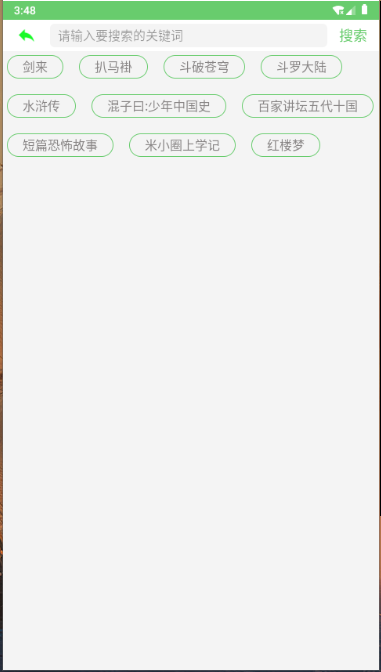 3:48
请输入要搜索的关键词 搜索
剑来 扒马褂 斗破苍穹 斗罗大陆
水浒传 混子曰:少年中国史 百家讲坛五代十国
短篇恐怖故事 米小圈上学记 红楼梦